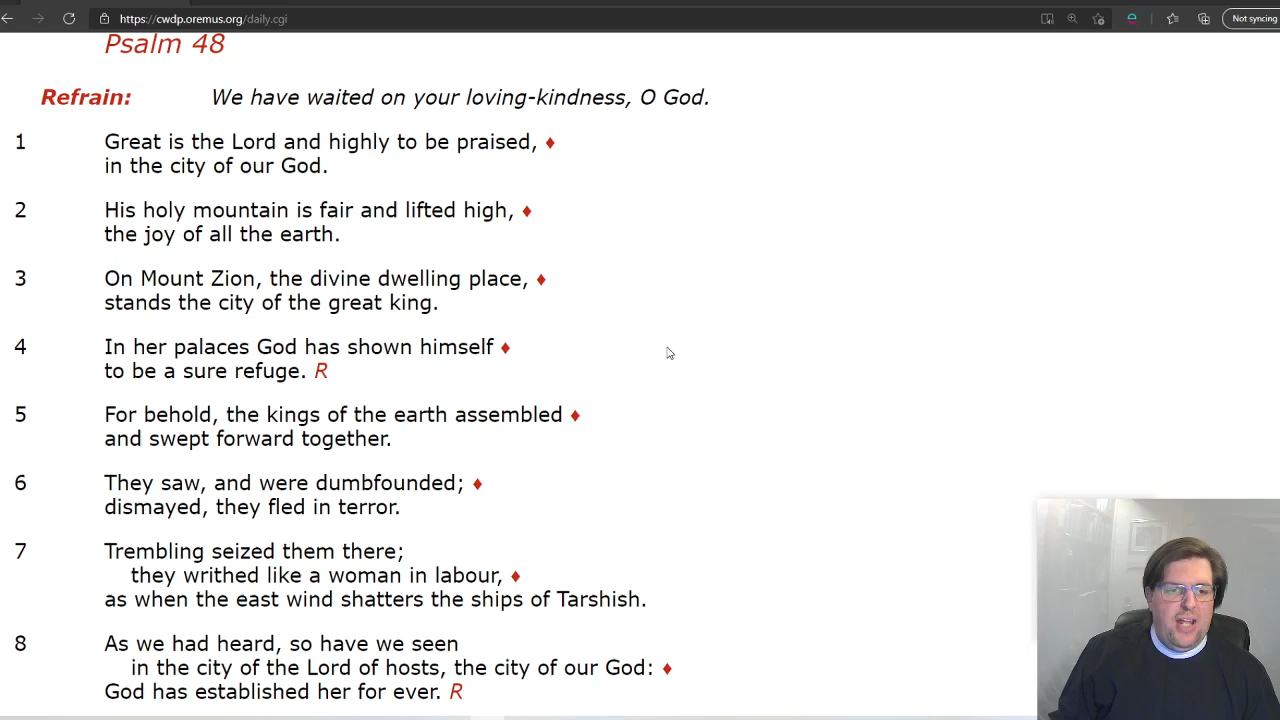 https://cwdp.oremus.org/daily.cgi
Not syncing
Psalm 48
Refrain: We have waited on your loving-kindness, O God.
1 Great is the Lord and highly to be praised, ♦
in the city of our God.
2 His holy mountain is fair and lifted high, ♦
the joy of all the earth.
3 On Mount Zion, the divine dwelling place, ♦
stands the city of the great king.
4 In her palaces God has shown himself ♦
to be a sure refuge. R
5 For behold, the kings of the earth assembled ♦
and swept forward together.
6 They saw, and were dumbfounded; ♦
dismayed, they fled in terror.
7 Trembling seized them there;
they writhed like a woman in labour, ♦
as when the east wind shatters the ships of Tarshish.
8 As we had heard, so have we seen
in the city of the Lord of hosts, the city of our God: ♦
God has established her for ever. R